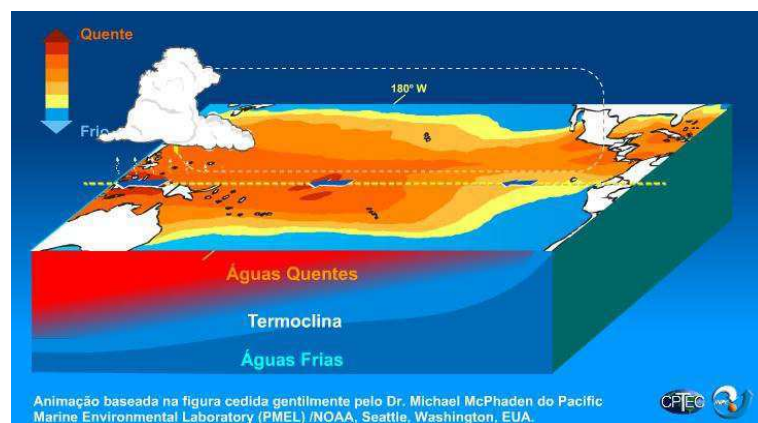 Quente
180º W
Frio
Águas Quentes
Termoclina
Águas Frias
Animação baseada na figura cedida gentilmente pelo Dr. Michael McPhaden do Pacific
Marine Environmental Laboratory (PMEL) /NOAA, Seattle, Washington, EUA.
CPTEC